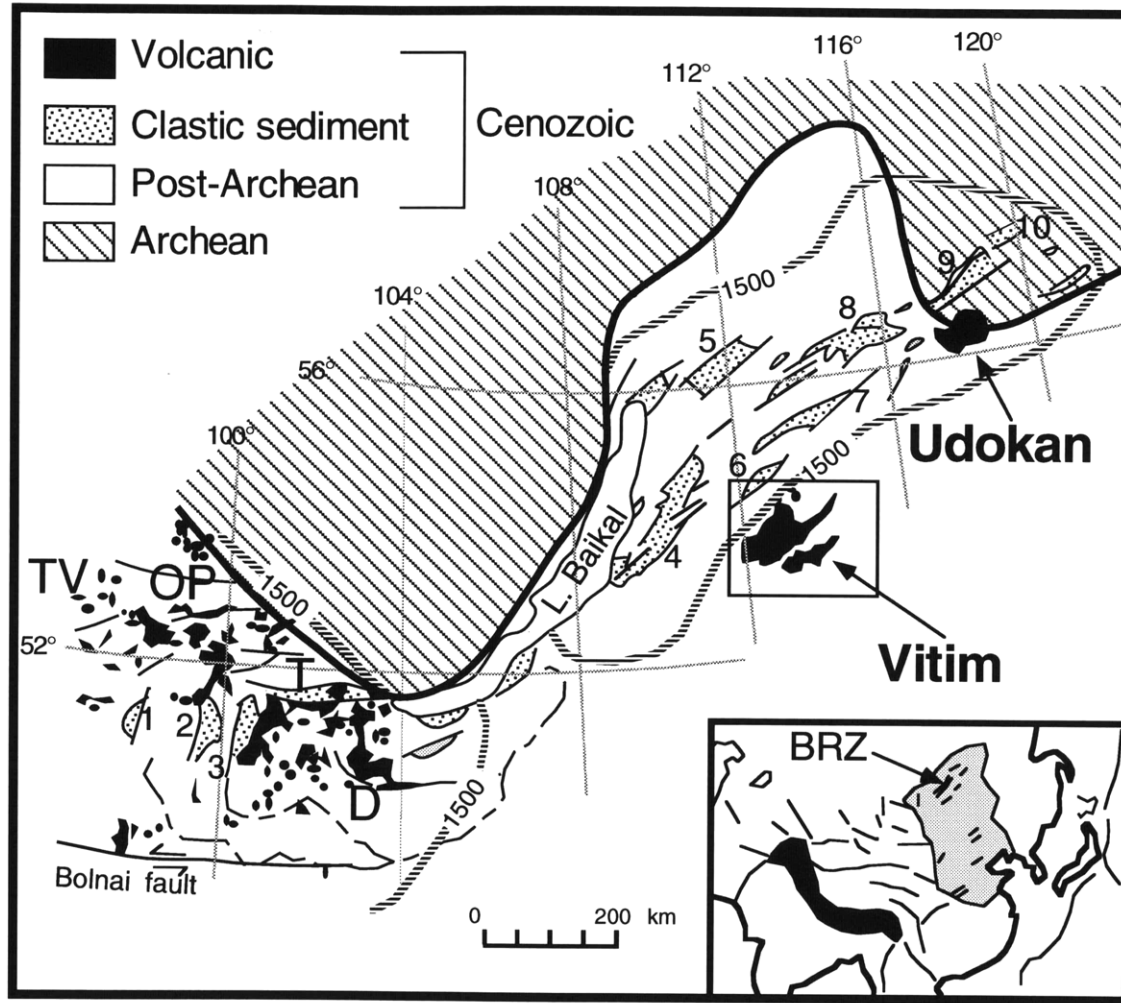 Volcanic
Clastic sediment
Post-Archean
Archean
Cenozoic
100°
104°
108°
112°
116°
120°
56°
52°
1500
1500
1500
1500
1
2
3
4
5
6
7
8
9
10
TV
OP
T
D
L. Baikal
Udokan
Vitim
Bolnai fault
0 200 km
BRZ